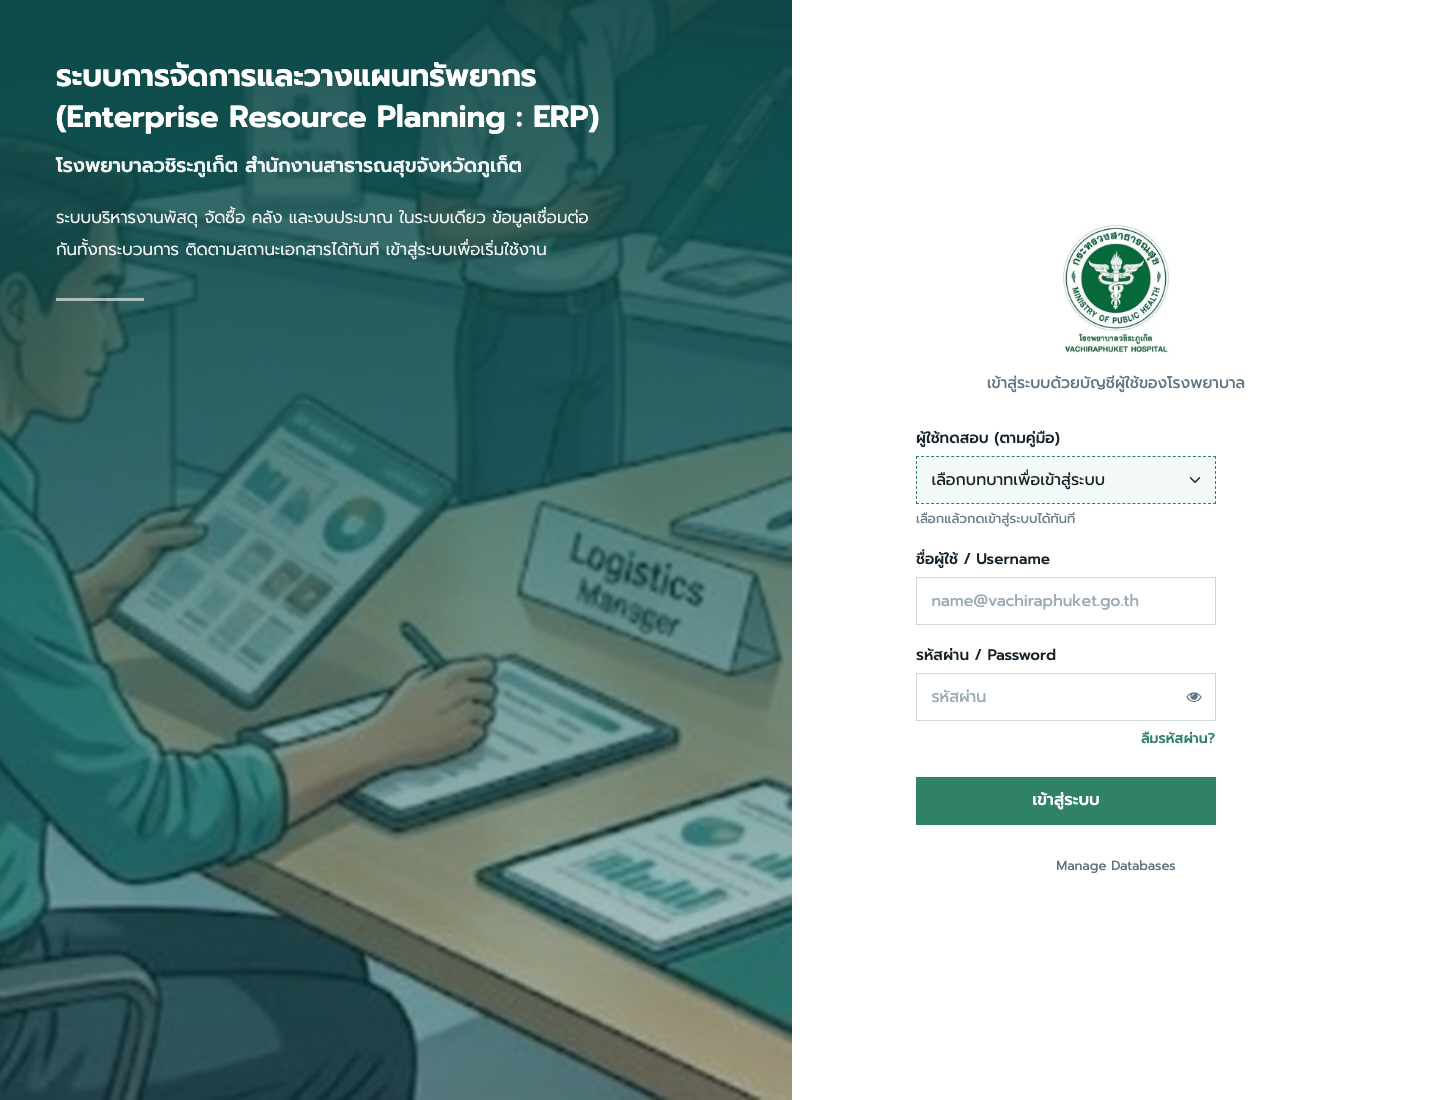 ระบบการจัดการและวางแผนทรัพยากร
(Enterprise Resource Planning : ERP)
โรงพยาบาลวชิระภูเก็ต สำนักงานสาธารณสุขจังหวัดภูเก็ต
ระบบบริหารงานพัสดุ จัดซื้อ คลัง และงบประมาณ ในระบบเดียว ข้อมูลเชื่อมต่อ
กันทั้งกระบวนการ ติดตามสถานะเอกสารได้ทันที เข้าสู่ระบบเพื่อเริ่มใช้งาน
Logistics
Manager
กระทรวงสาธารณสุข
MINISTRY OF PUBLIC HEALTH
โรงพยาบาลวชิระภูเก็ต
VACHIRAPHUKET HOSPITAL
เข้าสู่ระบบด้วยบัญชีผู้ใช้ของโรงพยาบาล
ผู้ใช้ทดสอบ (ตามคู่มือ)
เลือกบทบาทเพื่อเข้าสู่ระบบ
เลือกแล้วกดเข้าสู่ระบบได้ทันที
ชื่อผู้ใช้ / Username
name@vachiraphuket.go.th
รหัสผ่าน / Password
รหัสผ่าน
ลืมรหัสผ่าน?
เข้าสู่ระบบ
Manage Databases